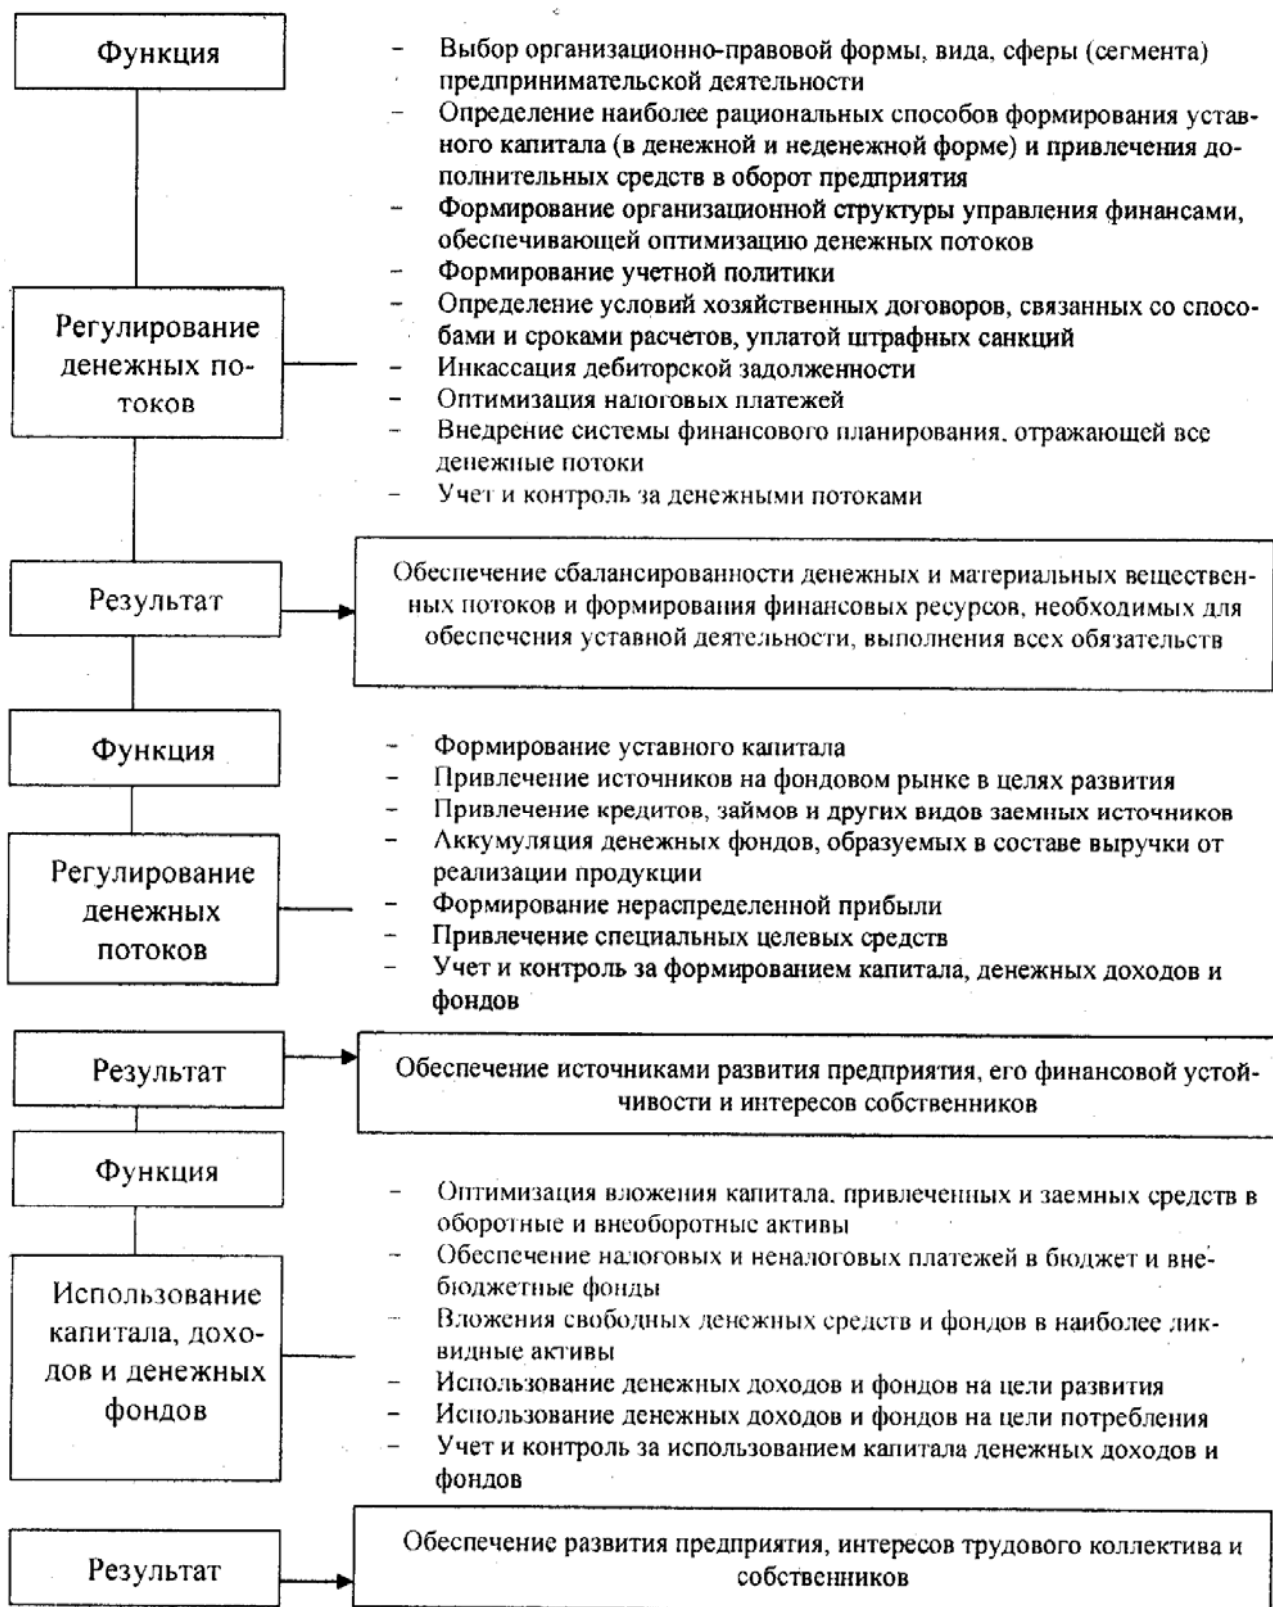 Функция
– Выбор организационно-правовой формы, вида, сферы (сегмента)
предпринимательской деятельности
– Определение наиболее рациональных способов формирования устав-
ного капитала (в денежной и неденежной форме) и привлечения до-
полнительных средств в оборот предприятия
– Формирование организационной структуры управления финансами,
обеспечивающей оптимизацию денежных потоков
– Формирование учетной политики
– Определение условий хозяйственных договоров, связанных со спосо-
бами и сроками расчетов, уплатой штрафных санкций
– Инкассация дебиторской задолженности
– Оптимизация налоговых платежей
– Внедрение системы финансового планирования, отражающей все
денежные потоки
– Учет и контроль за денежными потоками
Регулирование
денежных по-
токов
Результат
Обеспечение сбалансированности денежных и материальных веществен-
ных потоков и формирования финансовых ресурсов, необходимых для
обеспечения уставной деятельности, выполнения всех обязательств
Функция
– Формирование уставного капитала
– Привлечение источников на фондовом рынке в целях развития
– Привлечение кредитов, займов и других видов заемных источников
– Аккумуляция денежных фондов, образуемых в составе выручки от
реализации продукции
– Формирование нераспределенной прибыли
– Привлечение специальных целевых средств
– Учет и контроль за формированием капитала, денежных доходов и
фондов
Регулирование
денежных
потоков
Результат
Обеспечение источниками развития предприятия, его финансовой устой-
чивости и интересов собственников
Функция
– Оптимизация вложения капитала, привлеченных и заемных средств в
оборотные и внеоборотные активы
– Обеспечение налоговых и неналоговых платежей в бюджет и вне-
бюджетные фонды
– Вложения свободных денежных средств и фондов в наиболее лик-
видные активы
– Использование денежных доходов и фондов на цели развития
– Использование денежных доходов и фондов на цели потребления
– Учет и контроль за использованием капитала денежных доходов и
фондов
Использование
капитала, дохо-
дов и денежных
фондов
Результат
Обеспечение развития предприятия, интересов трудового коллектива и
собственников